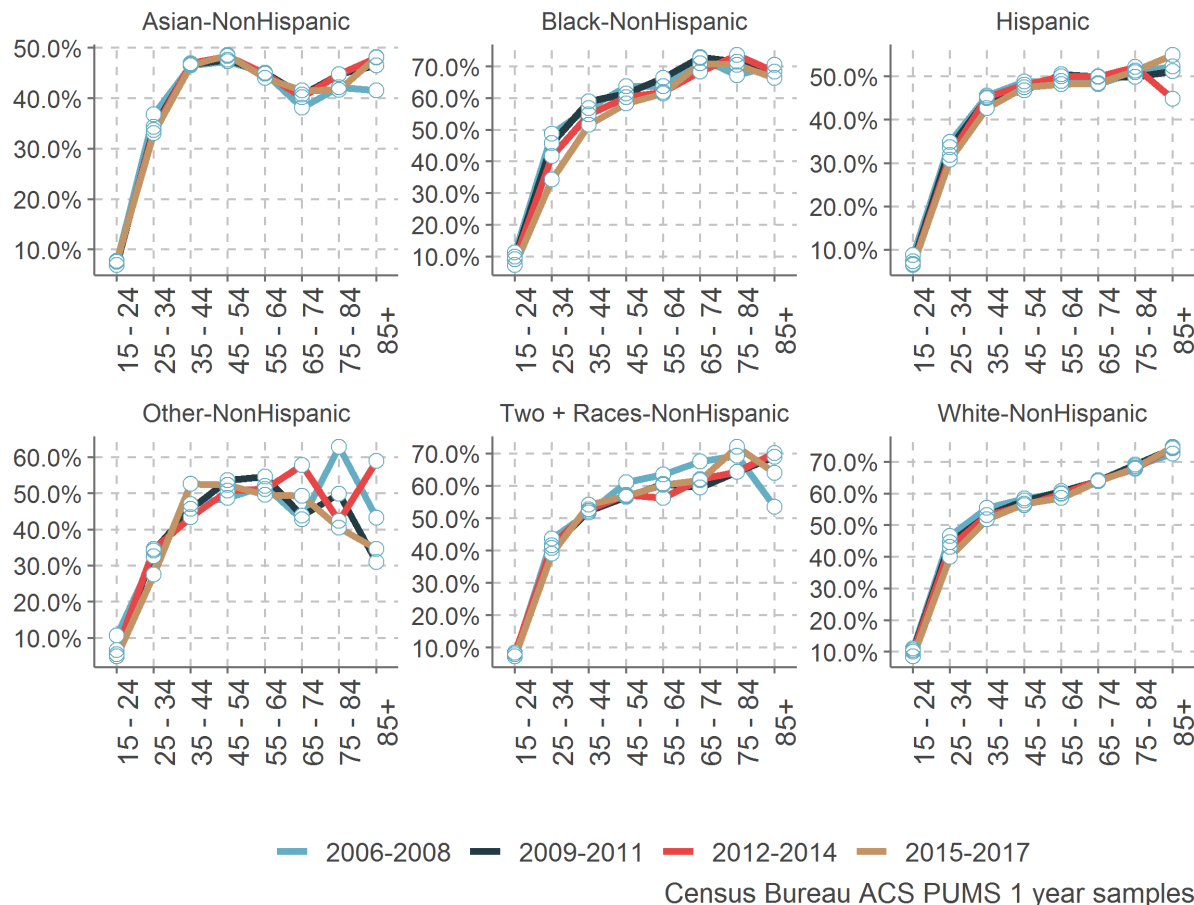 Asian-NonHispanic
50.0%
40.0%
30.0%
20.0%
10.0%
15 - 24
25 - 34
35 - 44
45 - 54
55 - 64
65 - 74
75 - 84
85+
Black-NonHispanic
70.0%
60.0%
50.0%
40.0%
30.0%
20.0%
10.0%
15 - 24
25 - 34
35 - 44
45 - 54
55 - 64
65 - 74
75 - 84
85+
Hispanic
50.0%
40.0%
30.0%
20.0%
10.0%
15 - 24
25 - 34
35 - 44
45 - 54
55 - 64
65 - 74
75 - 84
85+
Other-NonHispanic
60.0%
50.0%
40.0%
30.0%
20.0%
10.0%
15 - 24
25 - 34
35 - 44
45 - 54
55 - 64
65 - 74
75 - 84
85+
Two + Races-NonHispanic
70.0%
60.0%
50.0%
40.0%
30.0%
20.0%
10.0%
15 - 24
25 - 34
35 - 44
45 - 54
55 - 64
65 - 74
75 - 84
85+
White-NonHispanic
70.0%
60.0%
50.0%
40.0%
30.0%
20.0%
10.0%
15 - 24
25 - 34
35 - 44
45 - 54
55 - 64
65 - 74
75 - 84
85+
2006-2008 2009-2011 2012-2014 2015-2017
Census Bureau ACS PUMS 1 year samples